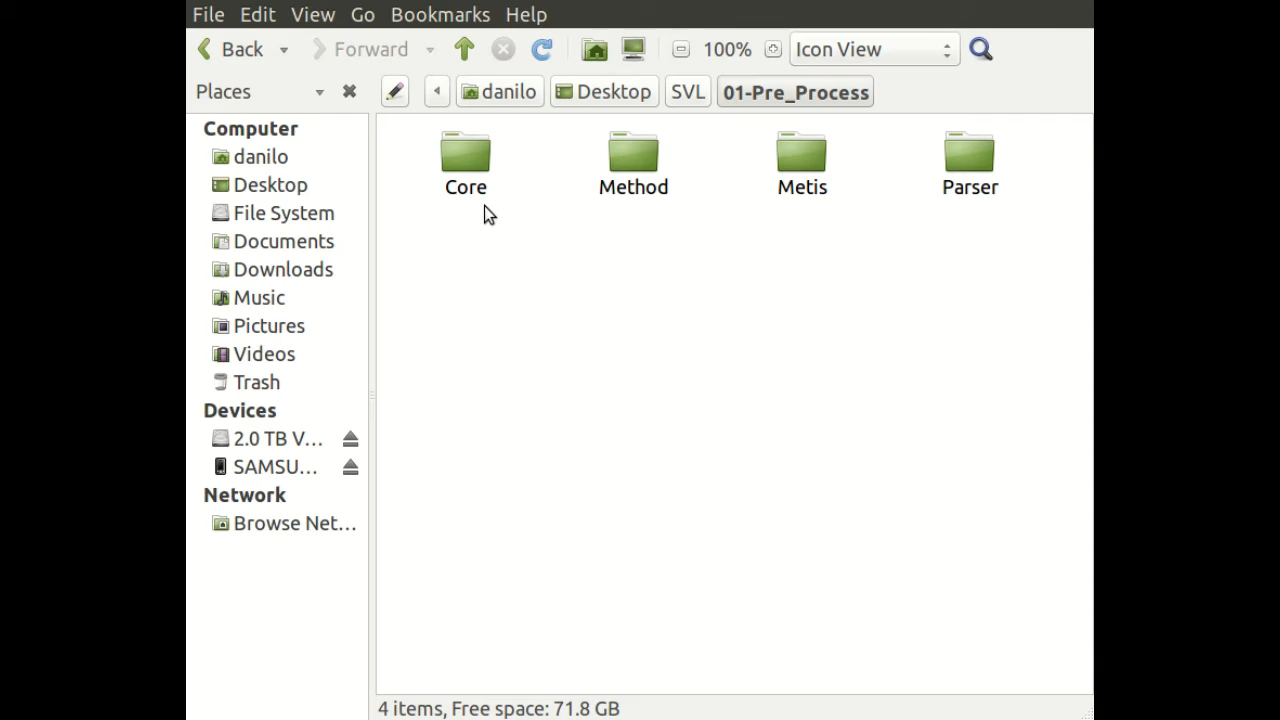 File Edit View Go Bookmarks Help
Back Forward 100% Icon View
Places danilo Desktop SVL 01-Pre_Process
Computer
danilo
Desktop
File System
Documents
Downloads
Music
Pictures
Videos
Trash
Devices
2.0 TB V...
SAMSU...
Network
Browse Net...
Core Method Metis Parser
4 items, Free space: 71.8 GB